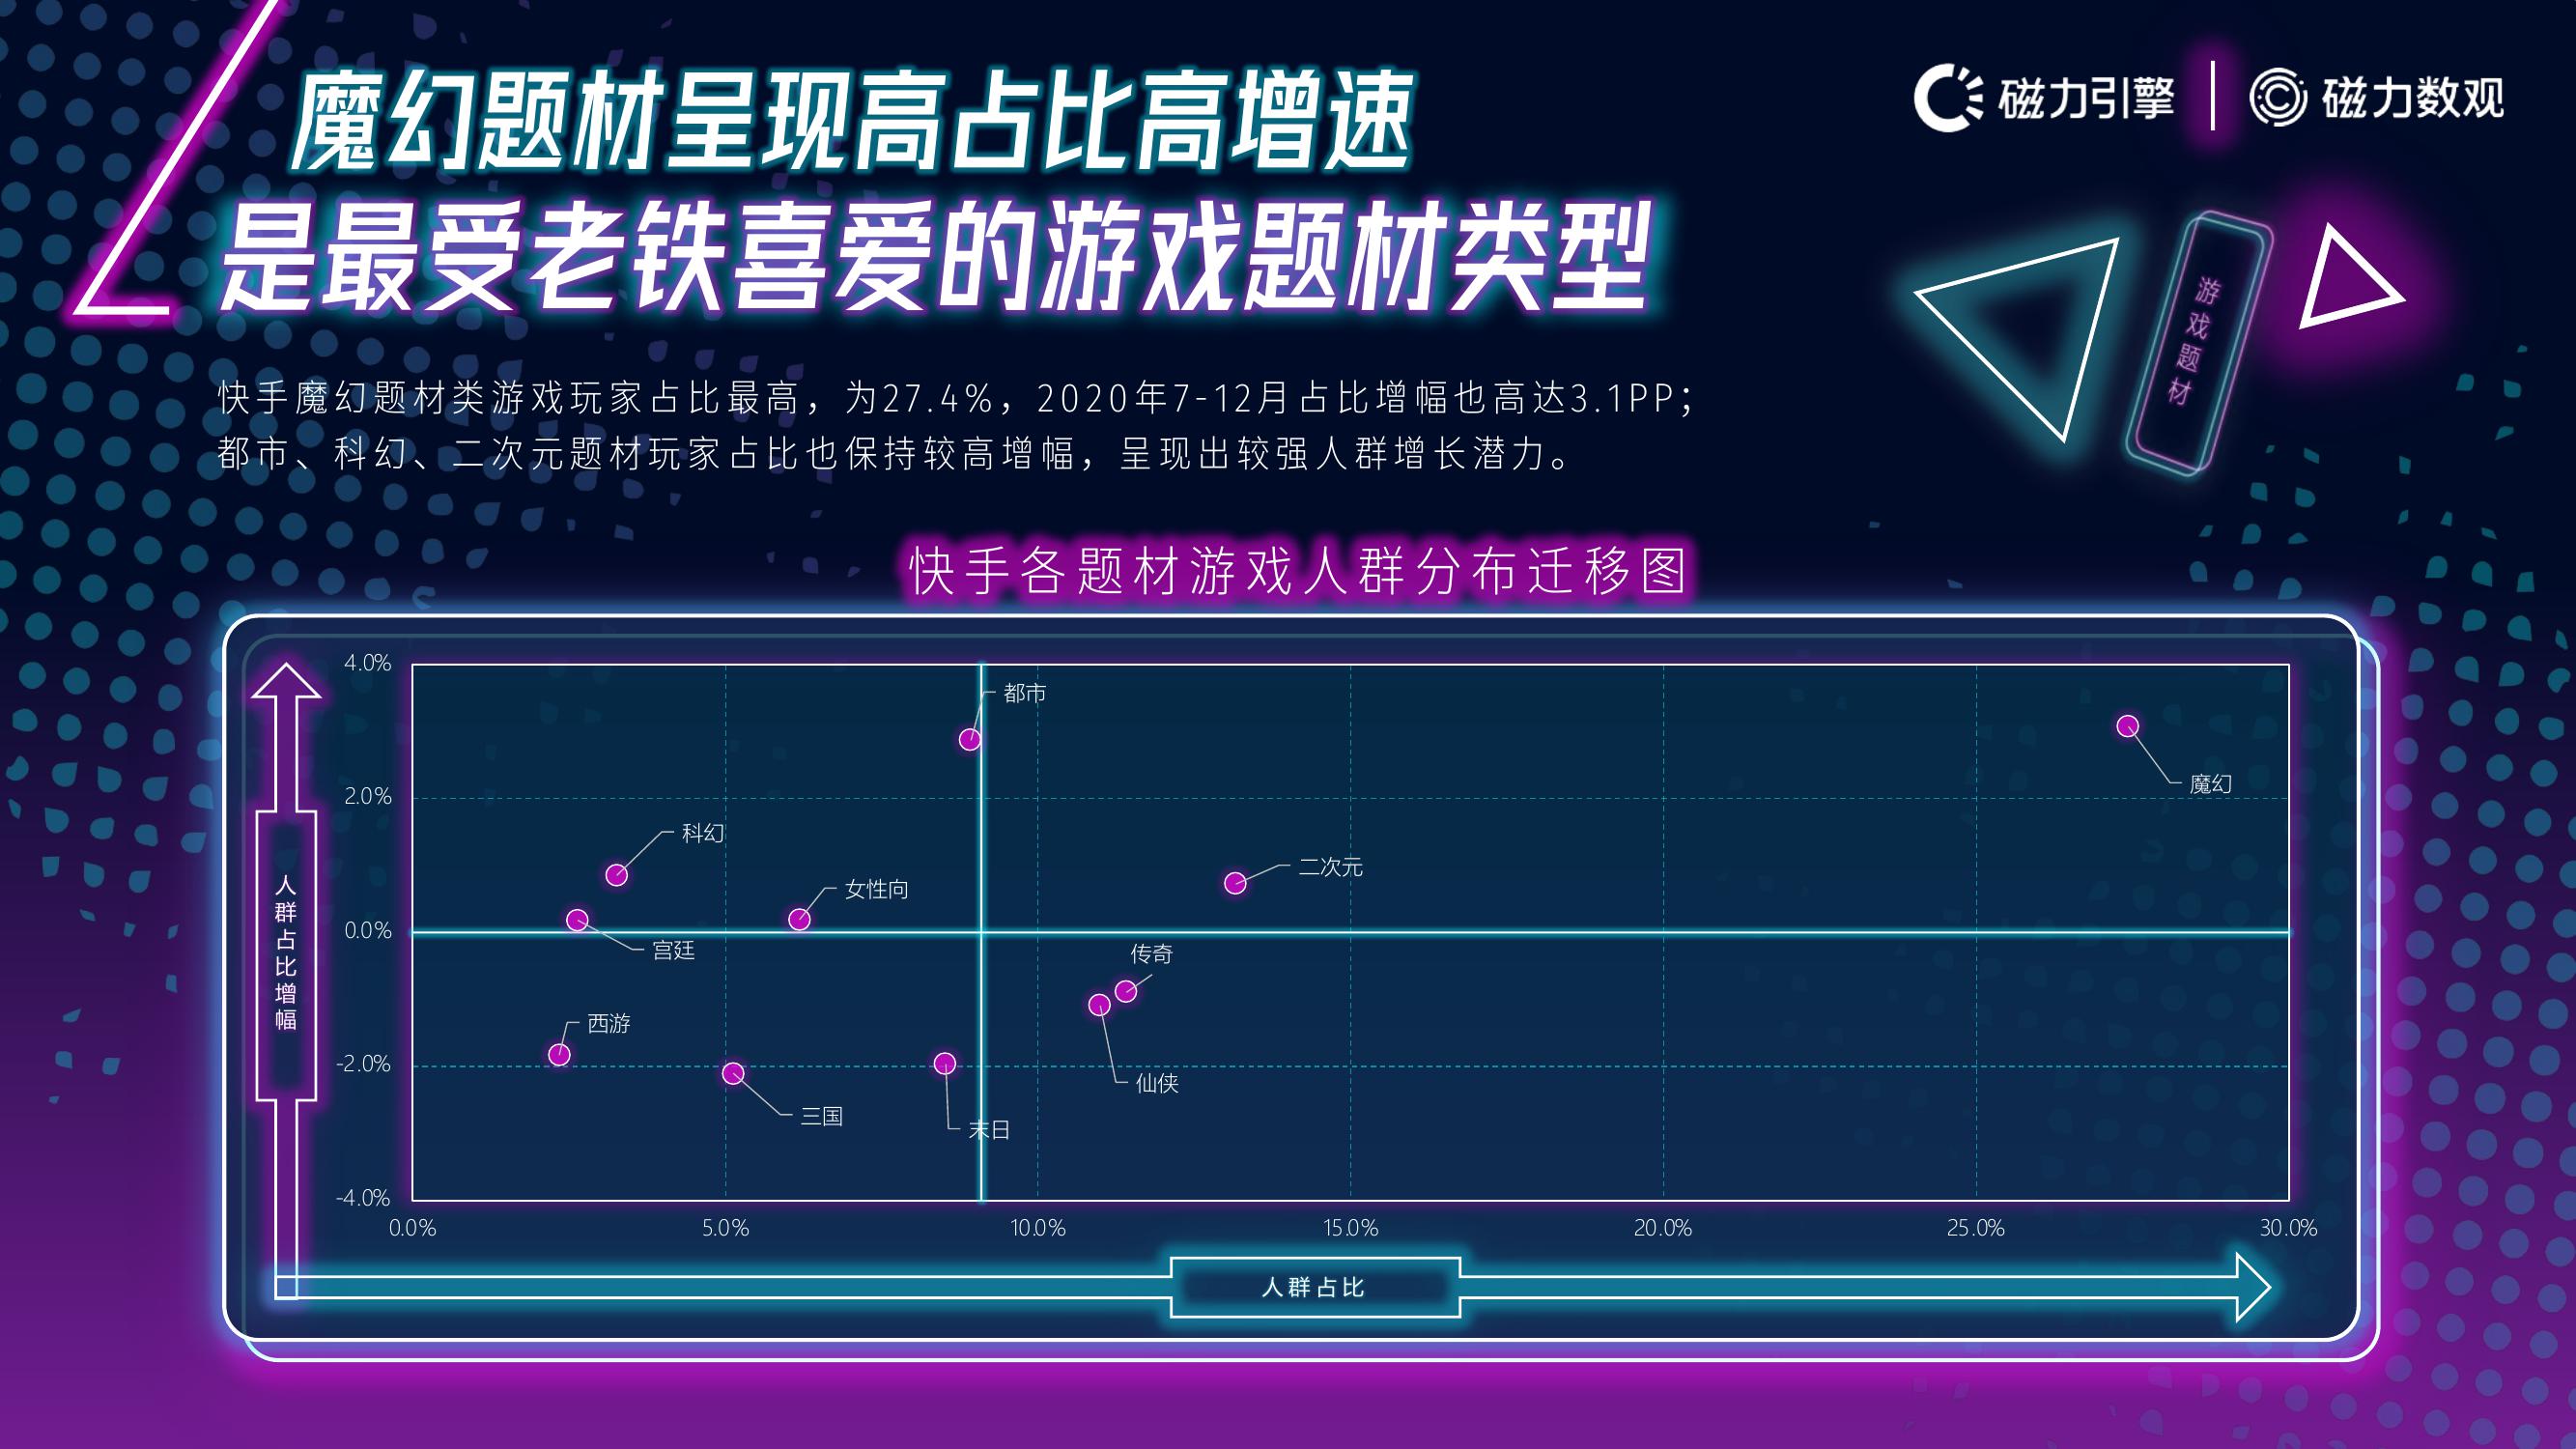 魔幻题材呈现高占比高增速
是最受老铁喜爱的游戏题材类型
磁力引擎
磁力数观
游戏题材
快手魔幻题材类游戏玩家占比最高，为27.4%，2020年7-12月占比增幅也高达3.1PP；
都市、科幻、二次元题材玩家占比也保持较高增幅，呈现出较强人群增长潜力。
快手各题材游戏人群分布迁移图
人群占比增幅
4.0%
2.0%
0.0%
-2.0%
-4.0%
都市
魔幻
科幻
二次元
女性向
宫廷
传奇
西游
仙侠
三国
末日
0.0%
5.0%
10.0%
15.0%
20.0%
25.0%
30.0%
人群占比